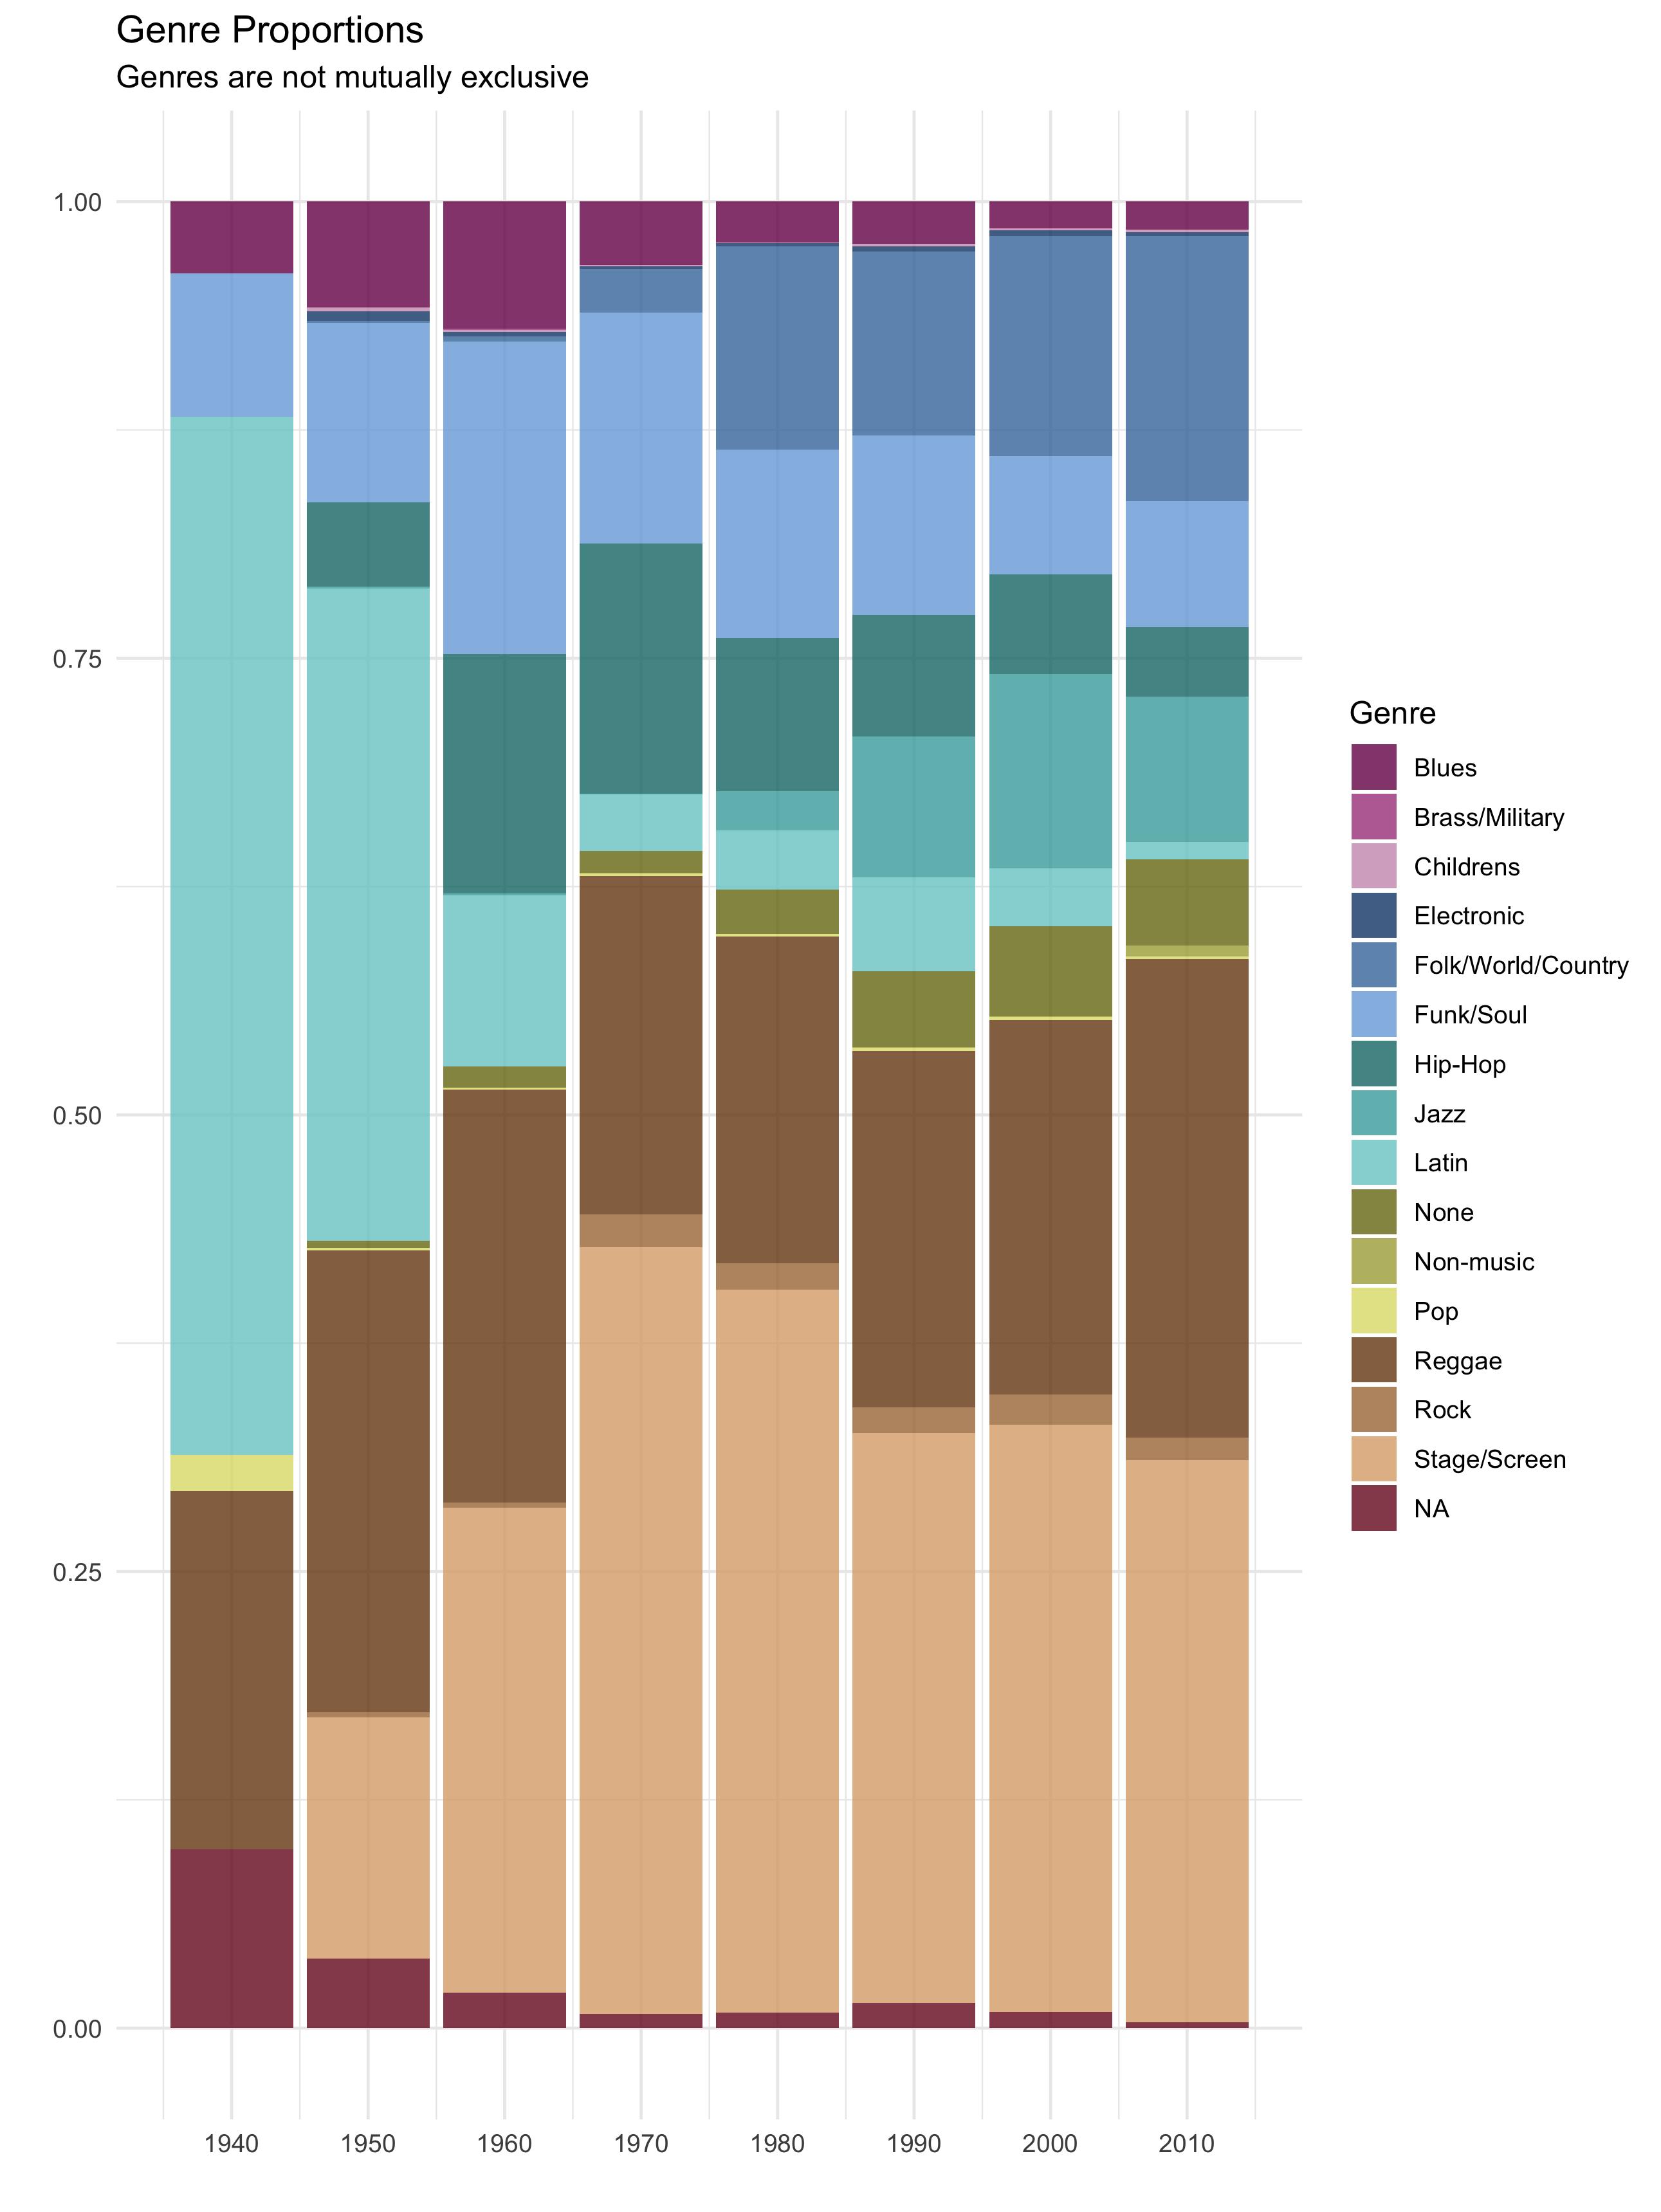 Genre Proportions
Genres are not mutually exclusive
1.00
0.75
0.50
0.25
0.00
1940 1950 1960 1970 1980 1990 2000 2010
Genre
Blues
Brass/Military
Childrens
Electronic
Folk/World/Country
Funk/Soul
Hip-Hop
Jazz
Latin
None
Non-music
Pop
Reggae
Rock
Stage/Screen
NA